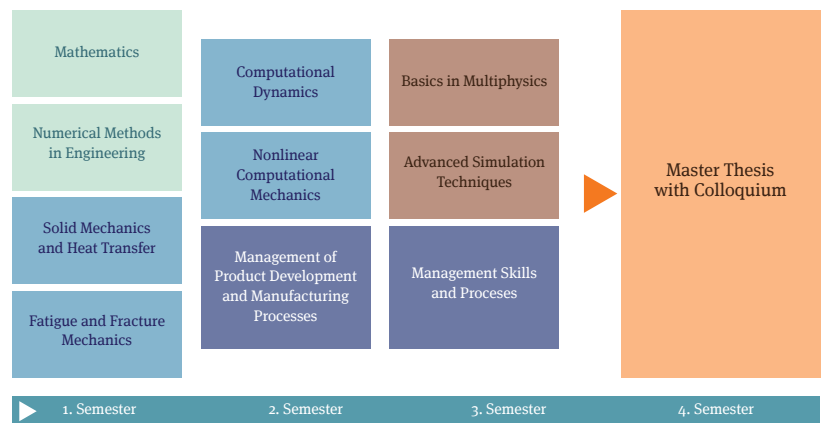 Mathematics
Numerical Methods
in Engineering
Solid Mechanics
and Heat Transfer
Fatigue and Fracture
Mechanics
Computational
Dynamics
Nonlinear
Computational
Mechanics
Management of
Product Development
and Manufacturing
Processes
Basics in Multiphysics
Advanced Simulation
Techniques
Management Skills
and Proceses
Master Thesis
with Colloquium
1. Semester
2. Semester
3. Semester
4. Semester